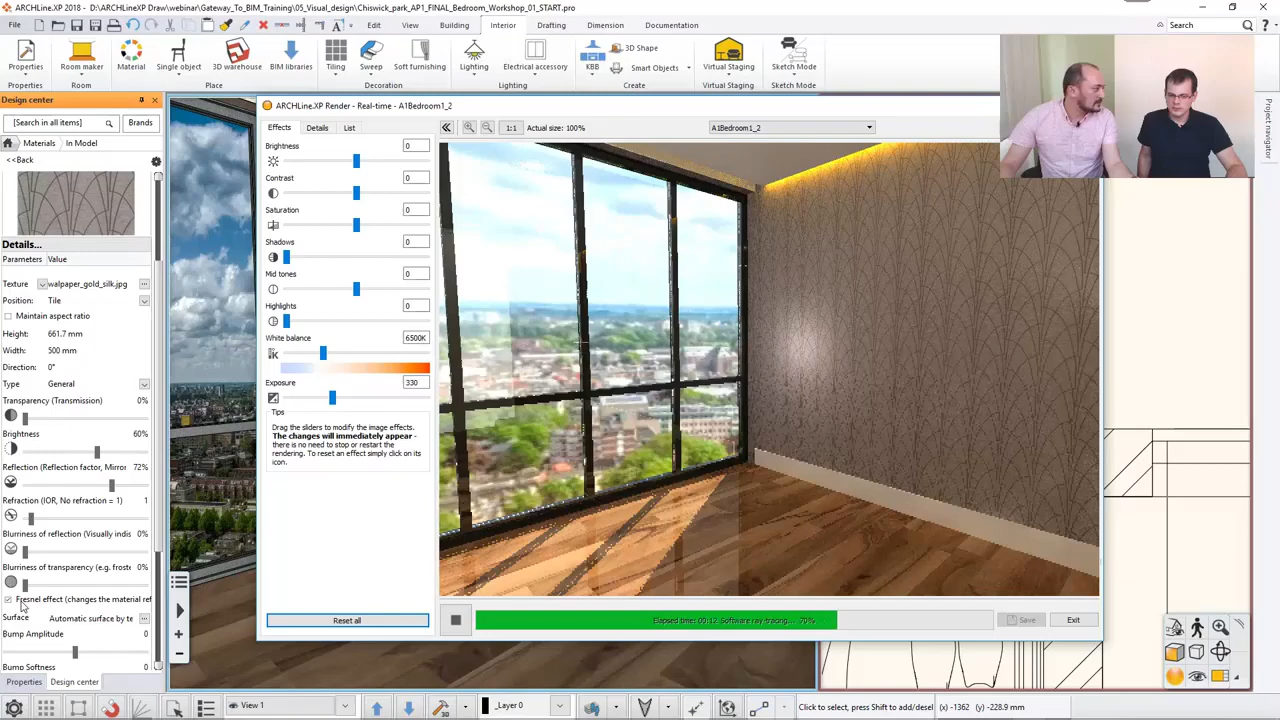 ARCHLine.XP 2018 - D:\ARCHlineXP Draw\webinar\Gateway_To_BIM_Training\05_Visual_design\Chiswick_park_AP1_FINAL_Bedroom_Workshop_01_START.pro
File
Edit View Building Interior Drafting Dimension Documentation
Search
Properties Room maker Material Single object 3D warehouse BIM libraries Tiling Sweep Soft furnishing Lighting Electrical accessory KBB 3D Shape Smart Objects Virtual Staging Sketch Mode
Properties Room Place Decoration Lighting Create Virtual Staging Sketch Mode
Design center
[Search in all items] Brands
Materials In Model
<<Back
Details...
Parameters Value
Texture walpaper_gold_silk.jpg
Position: Tile
Maintain aspect ratio
Height: 661.7 mm
Width: 500 mm
Direction: 0°
Type General
Transparency (Transmission) 0%
Brightness 60%
Reflection (Reflection factor, Mirror 72%
Refraction (IOR, No refraction = 1) 1
Blurriness of reflection (Visually indis 0%
Blurriness of transparency (e.g. froste 0%
Fresnel effect (changes the material ref
Surface Automatic surface by te
Bump Amplitude 0
Bump Softness 0
Properties Design center
ARCHLine.XP Render - Real-time - A1Bedroom1_2
Effects Details List
1:1 Actual size: 100% A1Bedroom1_2
Brightness 0
Contrast 0
Saturation 0
Shadows 0
Mid tones 0
Highlights 0
White balance 6500K
Exposure 330
Tips
Drag the sliders to modify the image effects.
The changes will immediately appear -
there is no need to stop or restart the
rendering. To reset an effect simply click on its
icon.
Reset all
Elapsed time: 09:12 Software ray-tracing... 70%
Save Exit
Project navigator
View 1
_Layer 0
Click to select, press Shift to add/desel
(x) -1362 (y) -228.9 mm